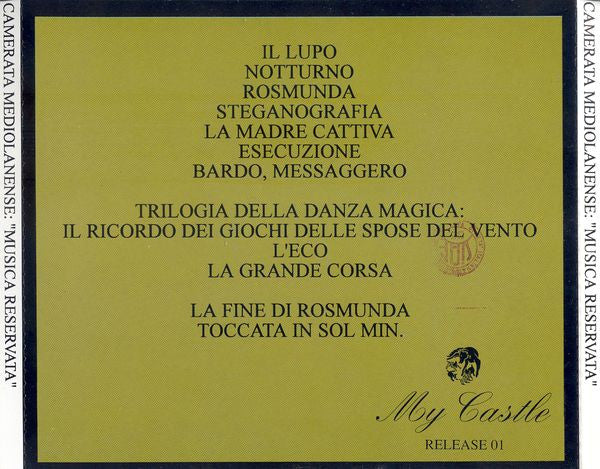 CAMERATA MEDIOLANENSE: "MUSICA RESERVATA"
IL LUPO
NOTTURNO
ROSMUNDA
STEGANOGRAFIA
LA MADRE CATTIVA
ESECUZIONE
BARDO, MESSAGGERO
TRILOGIA DELLA DANZA MAGICA:
IL RICORDO DEI GIOCHI DELLE SPOSE DEL VENTO
L'ECO
LA GRANDE CORSA
LA FINE DI ROSMUNDA
TOCCATA IN SOL MIN.
My Castle
RELEASE 01
CAMERATA MEDIOLANENSE: "MUSICA RESERVATA"